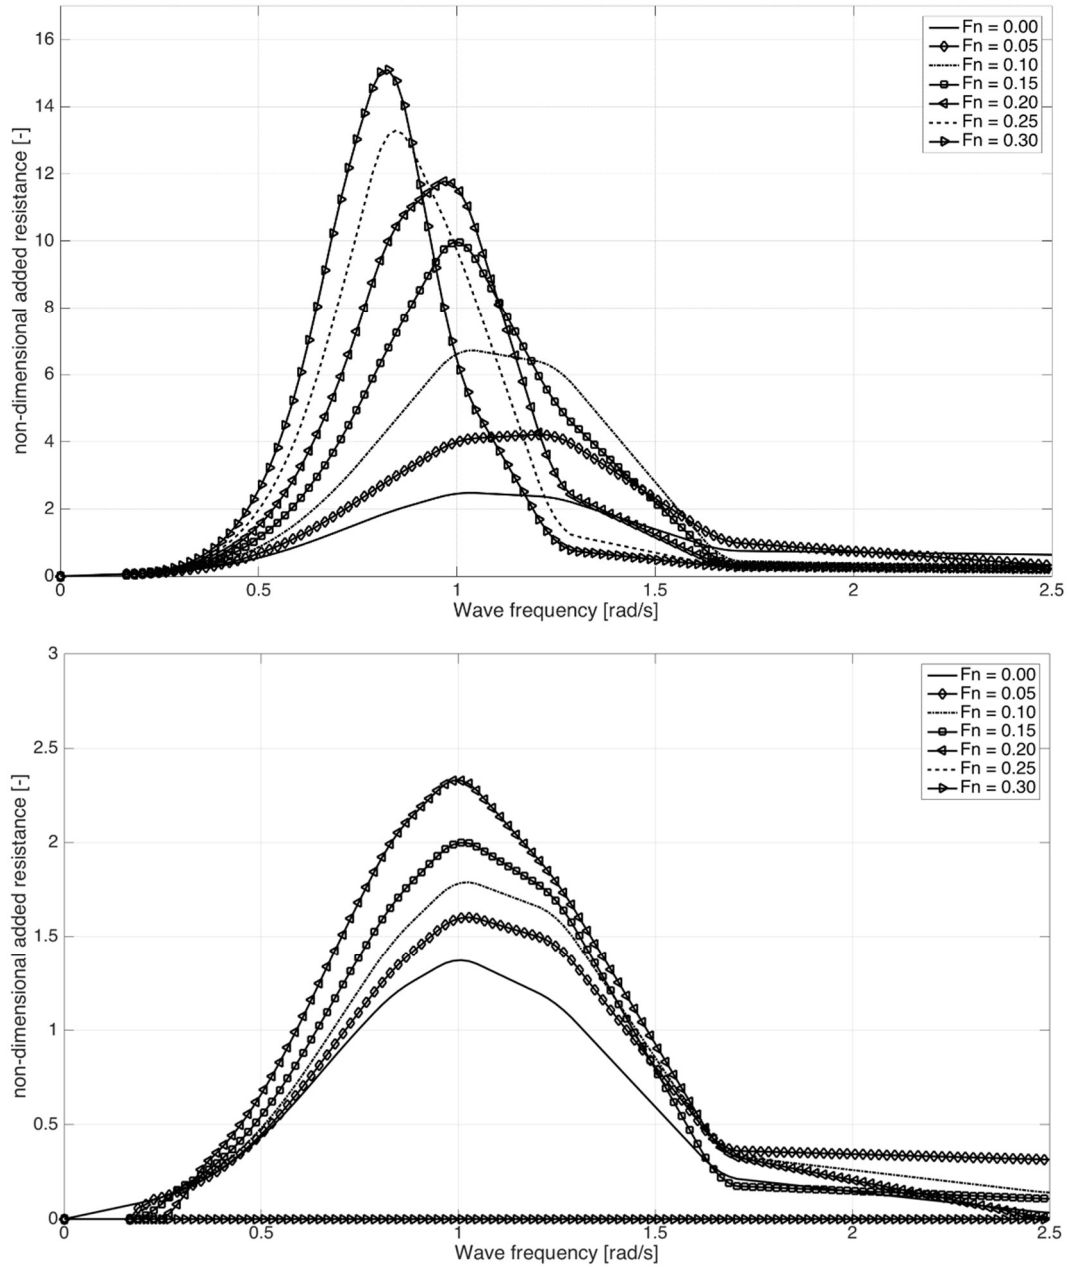 16
14
12
10
8
6
4
2
0
non-dimensional added resistance [-]
Fn = 0.00
Fn = 0.05
Fn = 0.10
Fn = 0.15
Fn = 0.20
Fn = 0.25
Fn = 0.30
0 0.5 1 1.5 2 2.5
Wave frequency [rad/s]
3
2.5
2
1.5
1
0.5
0
non-dimensional added resistance [-]
Fn = 0.00
Fn = 0.05
Fn = 0.10
Fn = 0.15
Fn = 0.20
Fn = 0.25
Fn = 0.30
0 0.5 1 1.5 2 2.5
Wave frequency [rad/s]